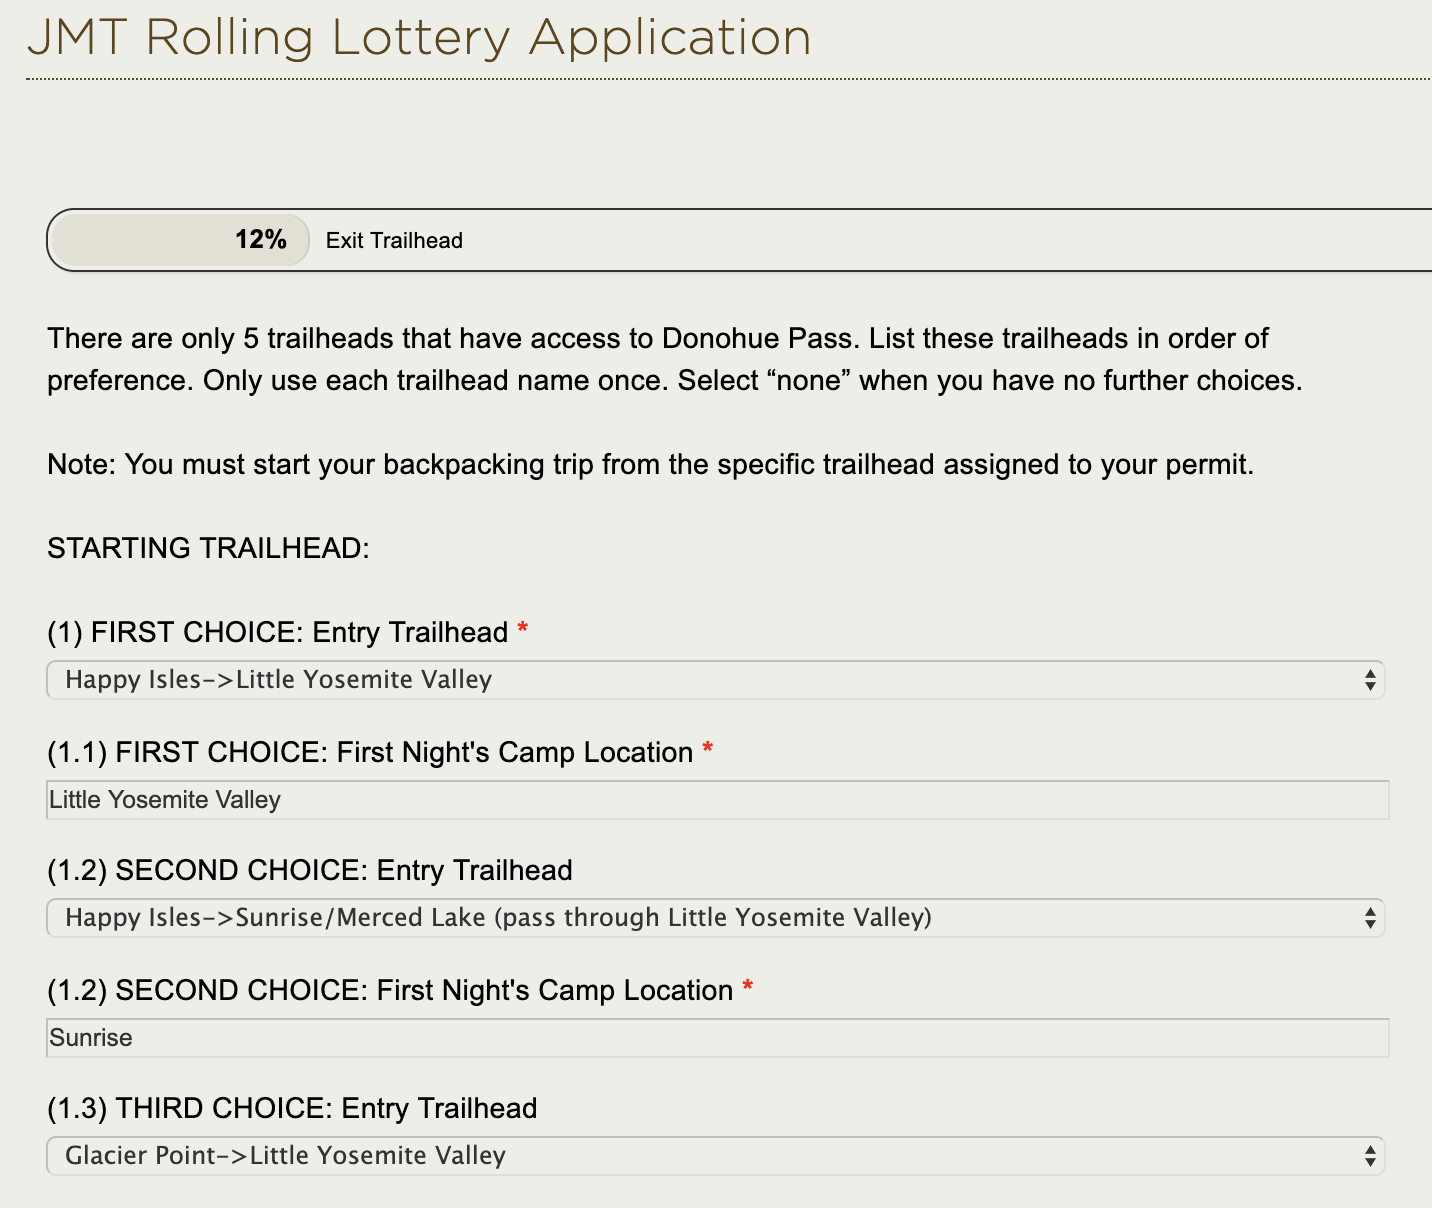 JMT Rolling Lottery Application
12% Exit Trailhead
There are only 5 trailheads that have access to Donohue Pass. List these trailheads in order of
preference. Only use each trailhead name once. Select “none” when you have no further choices.
Note: You must start your backpacking trip from the specific trailhead assigned to your permit.
STARTING TRAILHEAD:
(1) FIRST CHOICE: Entry Trailhead *
Happy Isles->Little Yosemite Valley
(1.1) FIRST CHOICE: First Night's Camp Location *
Little Yosemite Valley
(1.2) SECOND CHOICE: Entry Trailhead
Happy Isles->Sunrise/Merced Lake (pass through Little Yosemite Valley)
(1.2) SECOND CHOICE: First Night's Camp Location *
Sunrise
(1.3) THIRD CHOICE: Entry Trailhead
Glacier Point->Little Yosemite Valley